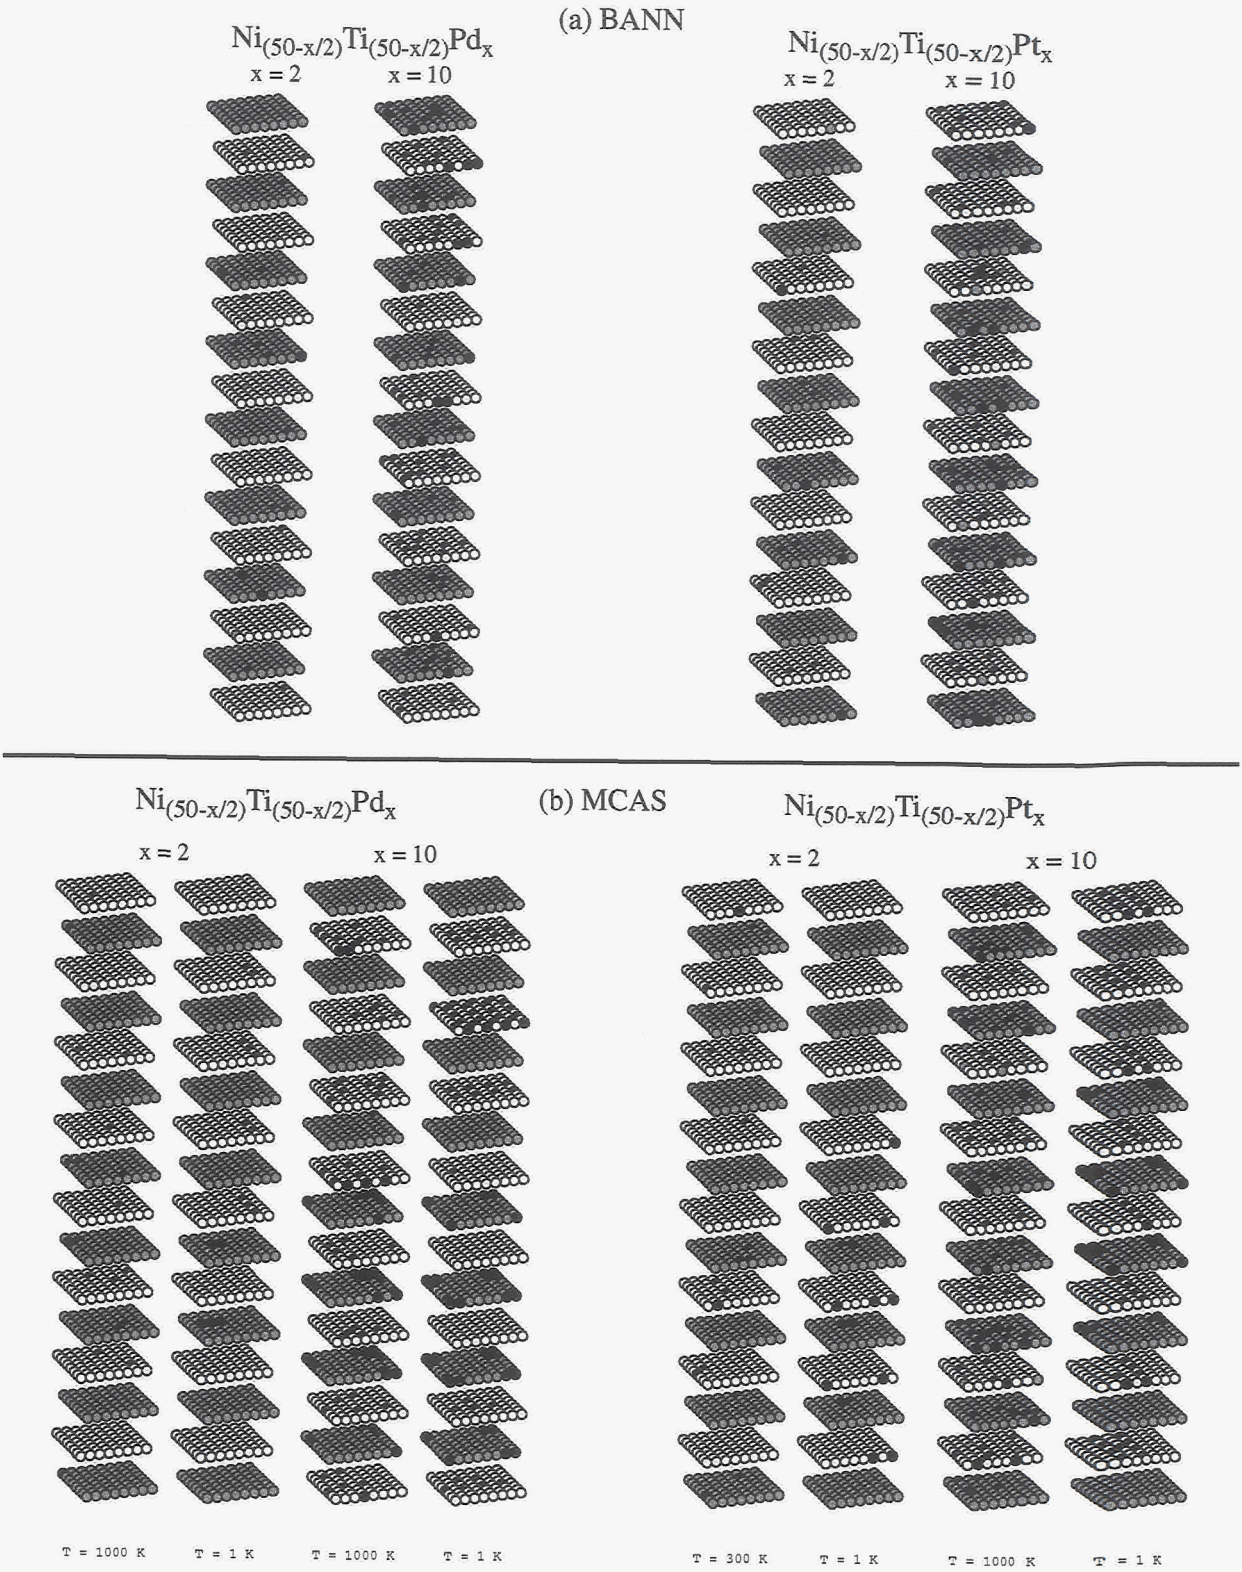 (a) BANN
Ni(50-x/2)Ti(50-x/2)Pdx
Ni(50-x/2)Ti(50-x/2)Ptx
x = 2
x = 10
x = 2
x = 10
(b) MCAS
Ni(50-x/2)Ti(50-x/2)Pdx
Ni(50-x/2)Ti(50-x/2)Ptx
x = 2
x = 10
x = 2
x = 10
T = 1000 K
T = 1 K
T = 1000 K
T = 1 K
T = 300 K
T = 1 K
T = 1000 K
T = 1 K